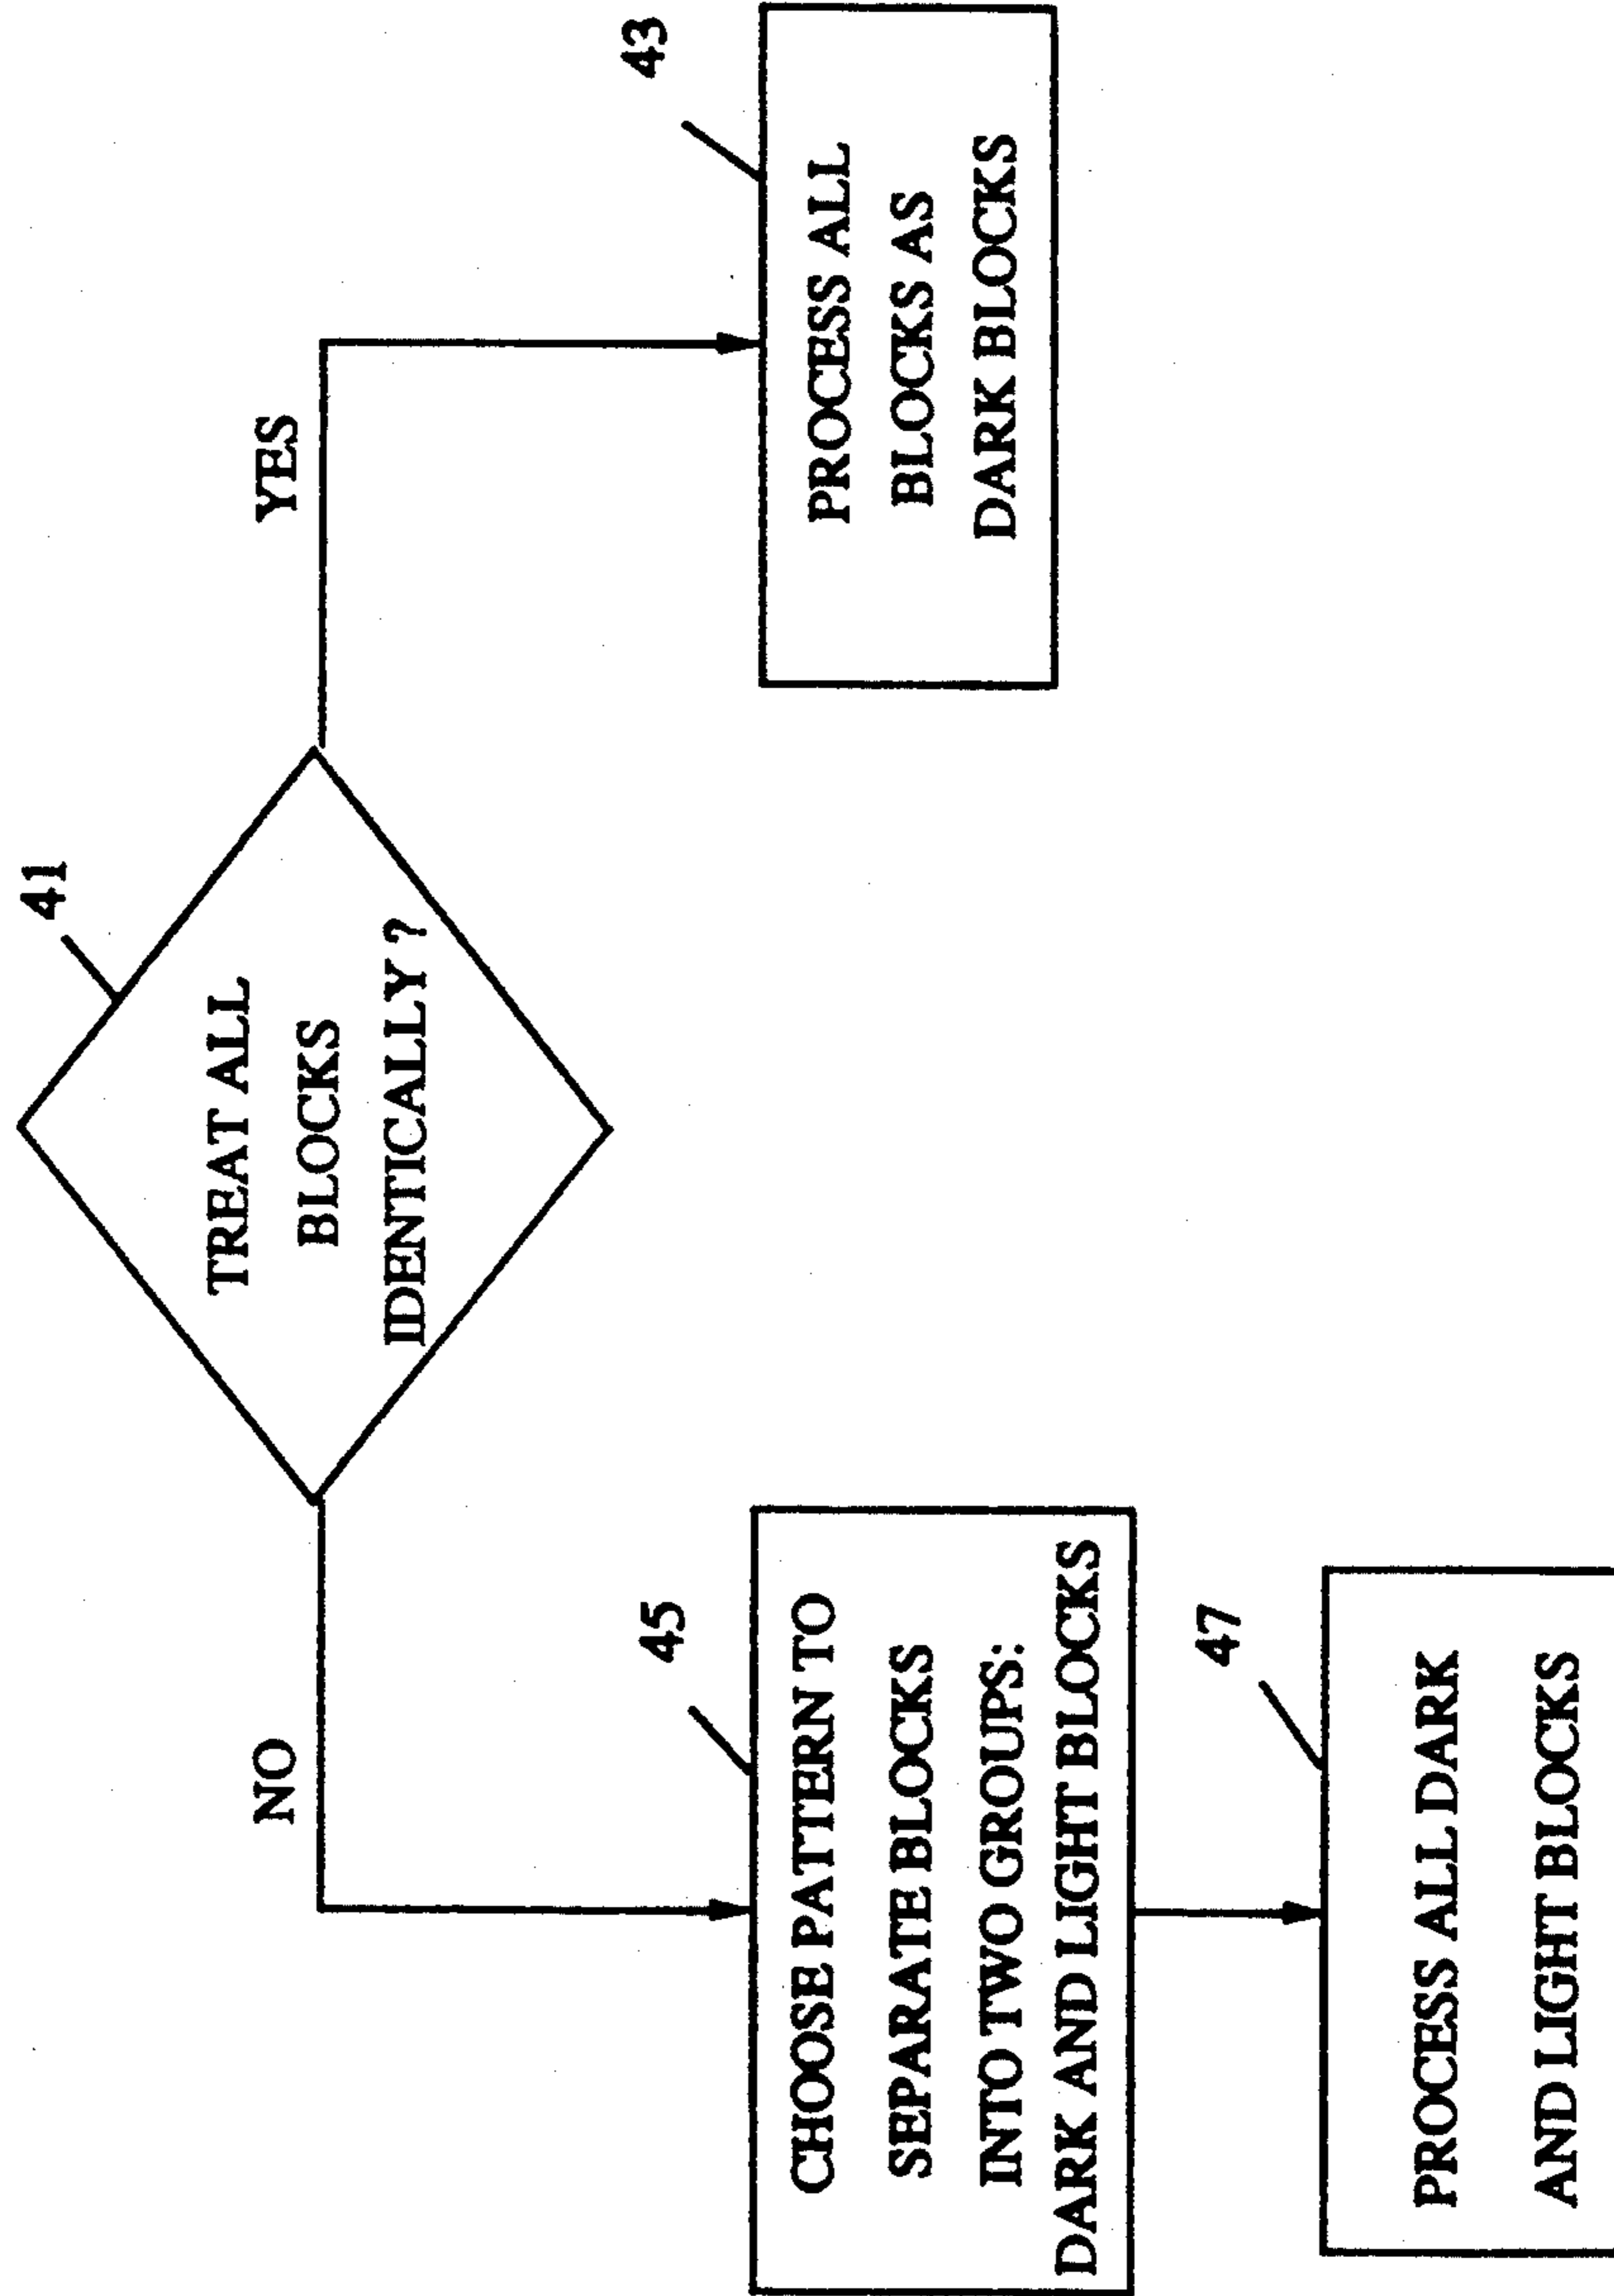 41
TREAT ALL
BLOCKS
IDENTICALLY ?
NO
YES
45
CHOOSE PATTERN TO
SEPARATE BLOCKS
INTO TWO GROUPS:
DARK AND LIGHT BLOCKS
43
PROCESS ALL
BLOCKS AS
DARK BLOCKS
47
PROCESS ALL DARK
AND LIGHT BLOCKS